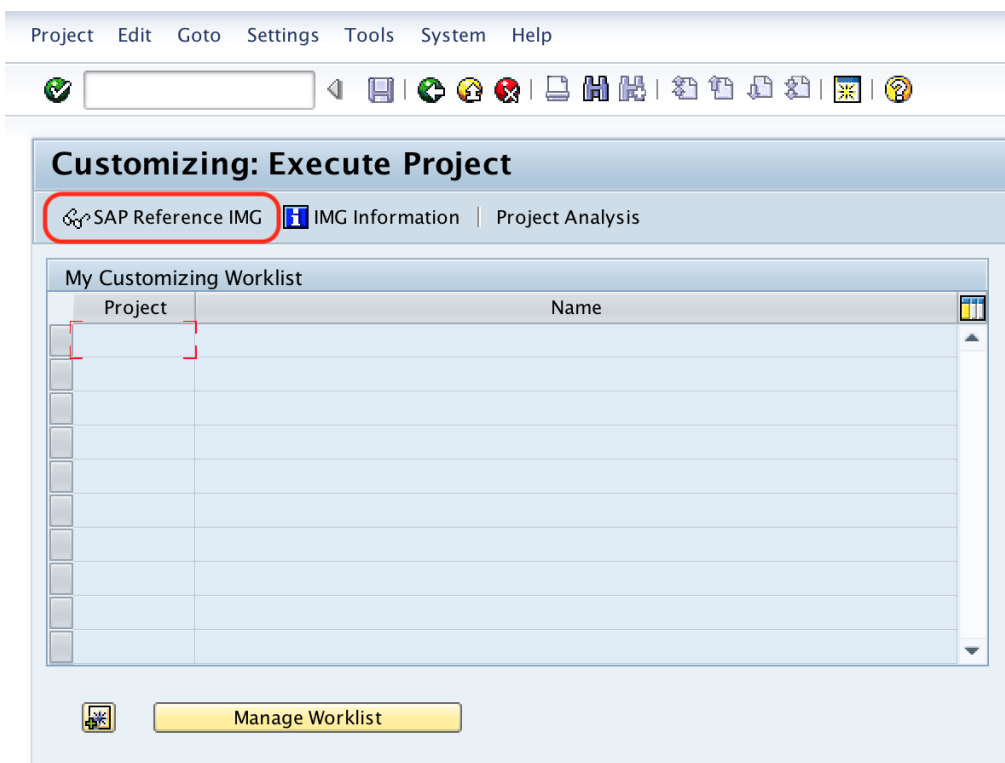 Project Edit Goto Settings Tools System Help
Customizing: Execute Project
SAP Reference IMG IMG Information Project Analysis
My Customizing Worklist
Project Name
Manage Worklist